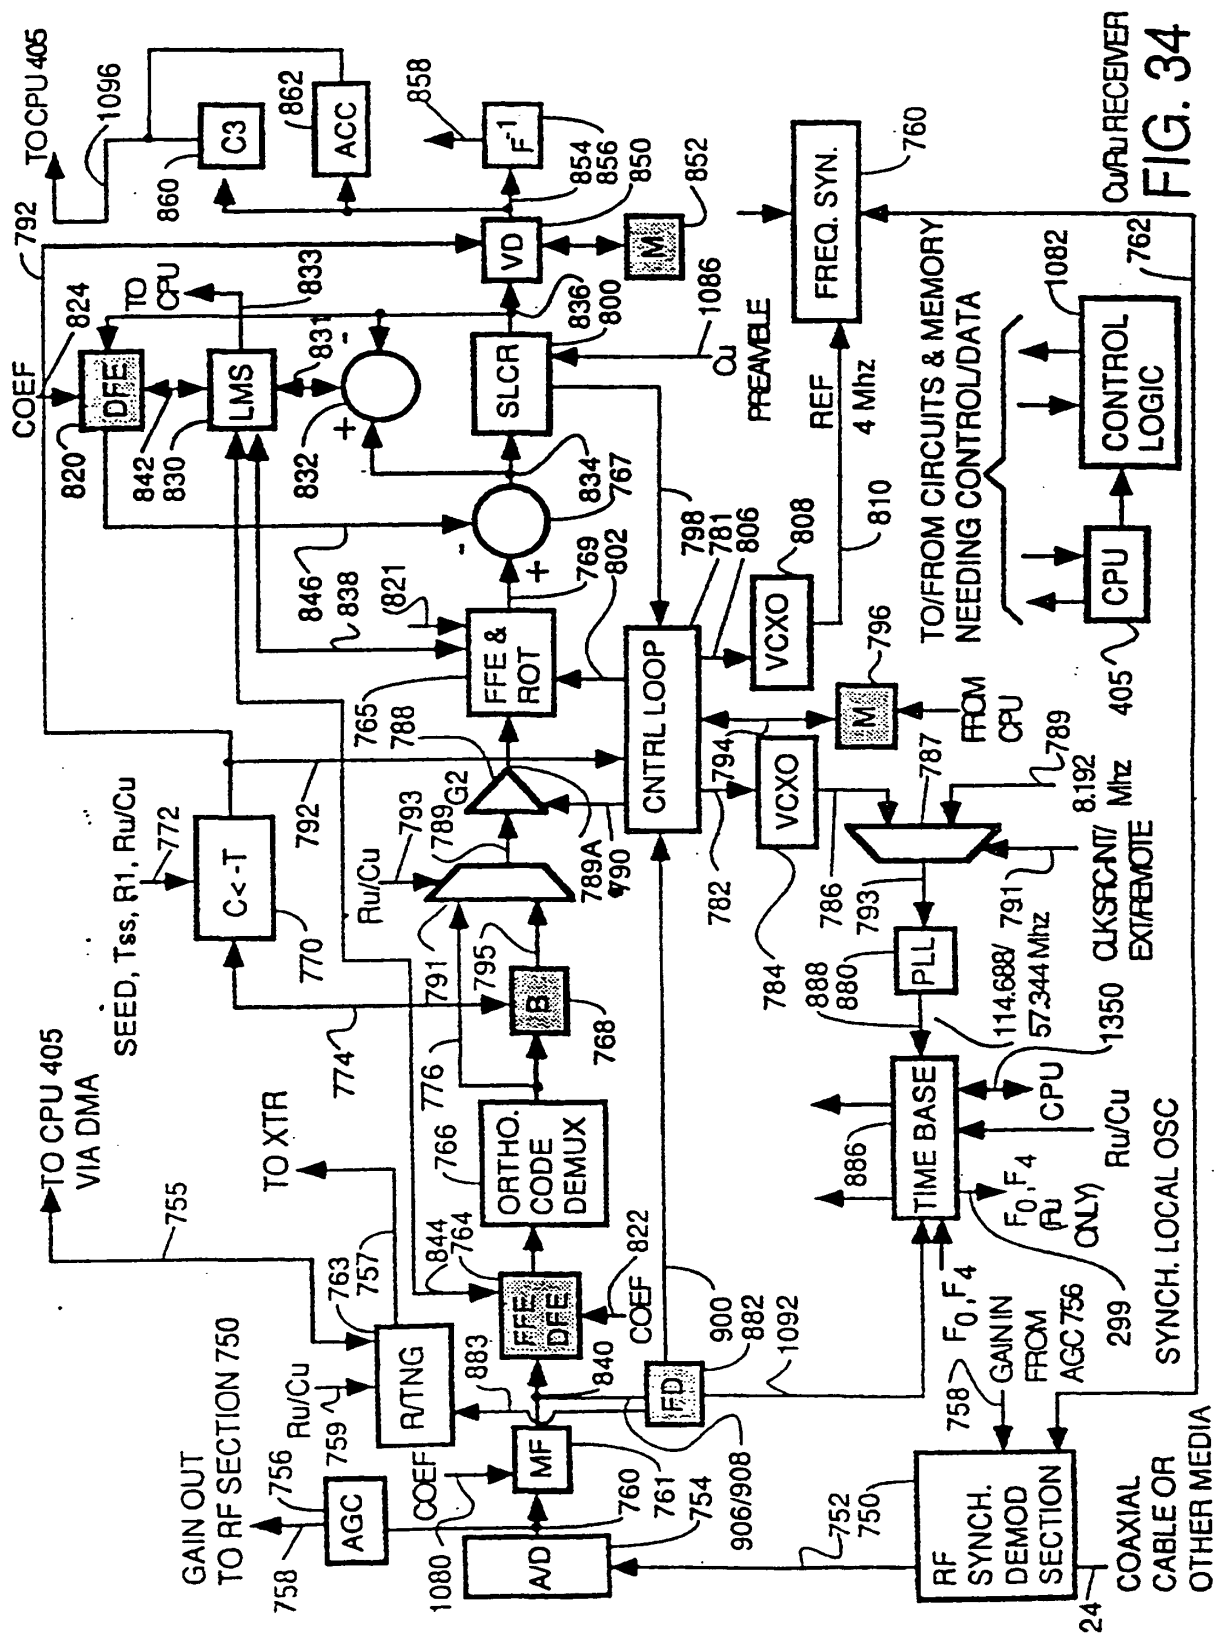 GAIN OUT
TO RF SECTION 750
TO CPU 405
VIA DMA
SEED, Tss, R1, Ru/Cu
COEF
792
TO CPU 405
1096
758
756
AGC
Ru/Cu
759
755
763
757
R/TNG
TO XTR
772
C<-T
770
774
792
824
820
DFE
842
830
LMS
TO
CPU
833
831
832
+
-
860
C3
862
ACC
858
F⁻¹
854
856
850
852
VD
M
1080
COEF
A/D
MF
883
844
764
FFE
DFE
822
COEF
840
760
761
754
906/908
766
ORTHO.
CODE
DEMUX
776
B
768
795
791
Ru/Cu
793
789
G2
788
765
789A
790
FFE &
ROT
846
838
821
769
802
-
+
834
767
SLCR
836
800
1086
Cu
PREAMBLE
FD
900
882
1092
CNTRL LOOP
798
781
806
782
794
VCXO
784
VCXO
808
M
796
FROM
CPU
810
REF
4 Mhz
FREQ. SYN.
760
752
750
RF
SYNCH.
DEMOD
SECTION
24
COAXIAL
CABLE OR
OTHER MEDIA
758
GAIN IN
FROM
AGC 756
F0, F4
TIME BASE
886
299
F0, F4
(Ru
ONLY)
Ru/Cu
CPU
1350
888
880
PLL
114.688/
57.344 Mhz
786
793
787
789
8.192
Mhz
791
CLKSRC-INT/
EXT/REMOTE
SYNCH. LOCAL OSC
TO/FROM CIRCUITS & MEMORY
NEEDING CONTROL/DATA
CPU
405
CONTROL
LOGIC
1082
762
Cu/Ru RECEIVER
FIG. 34